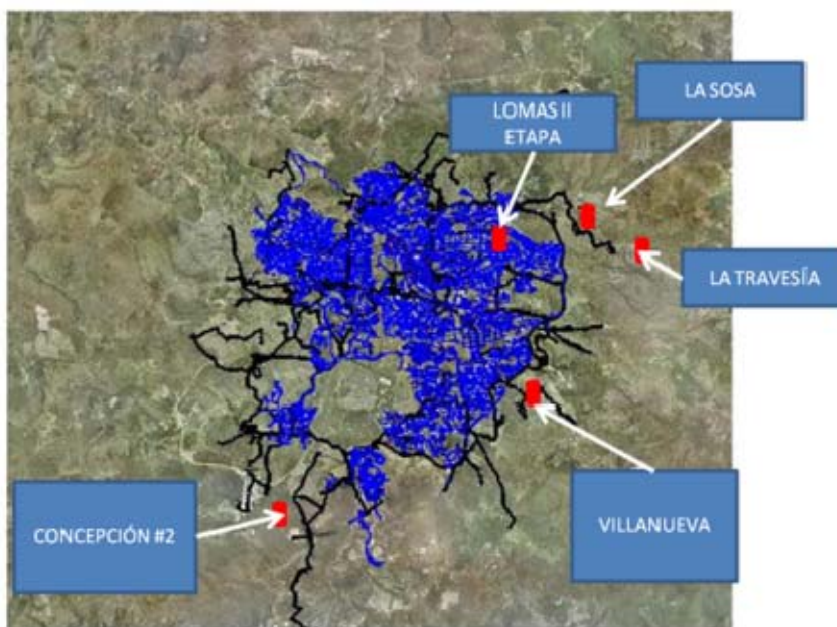 LA SOSA
LOMAS II
ETAPA
LA TRAVESÍA
VILLANUEVA
CONCEPCIÓN #2